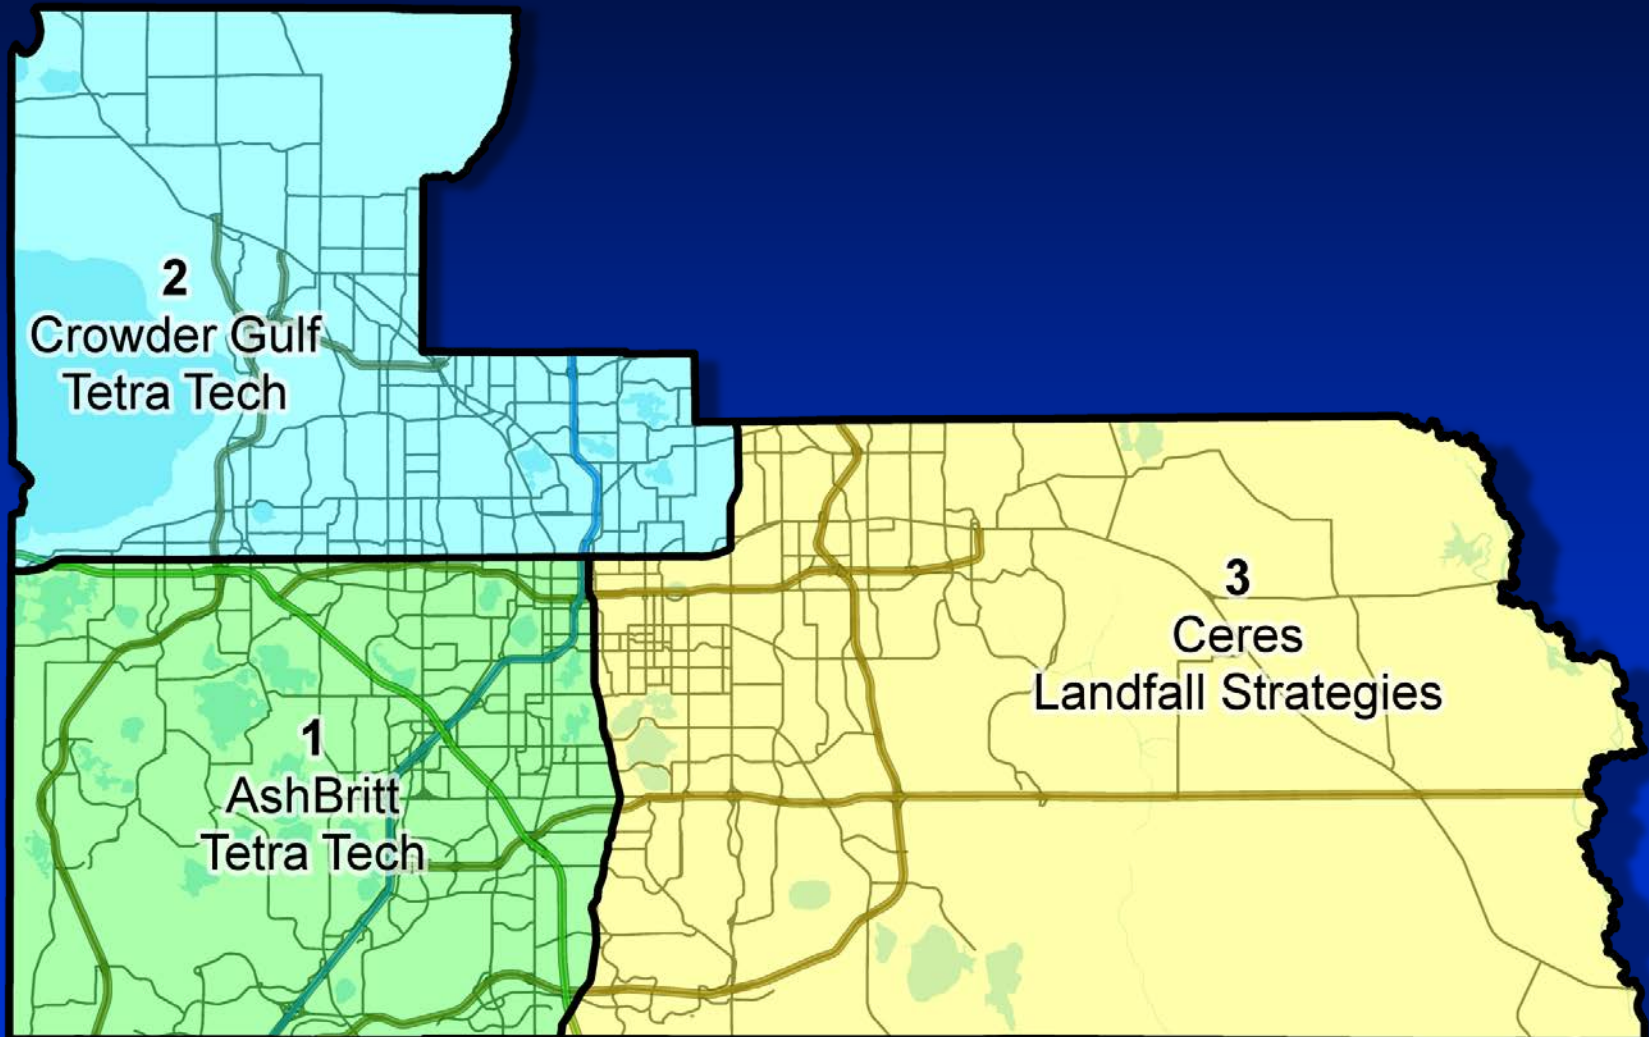 2
Crowder Gulf
Tetra Tech
3
Ceres
Landfall Strategies
1
AshBritt
Tetra Tech